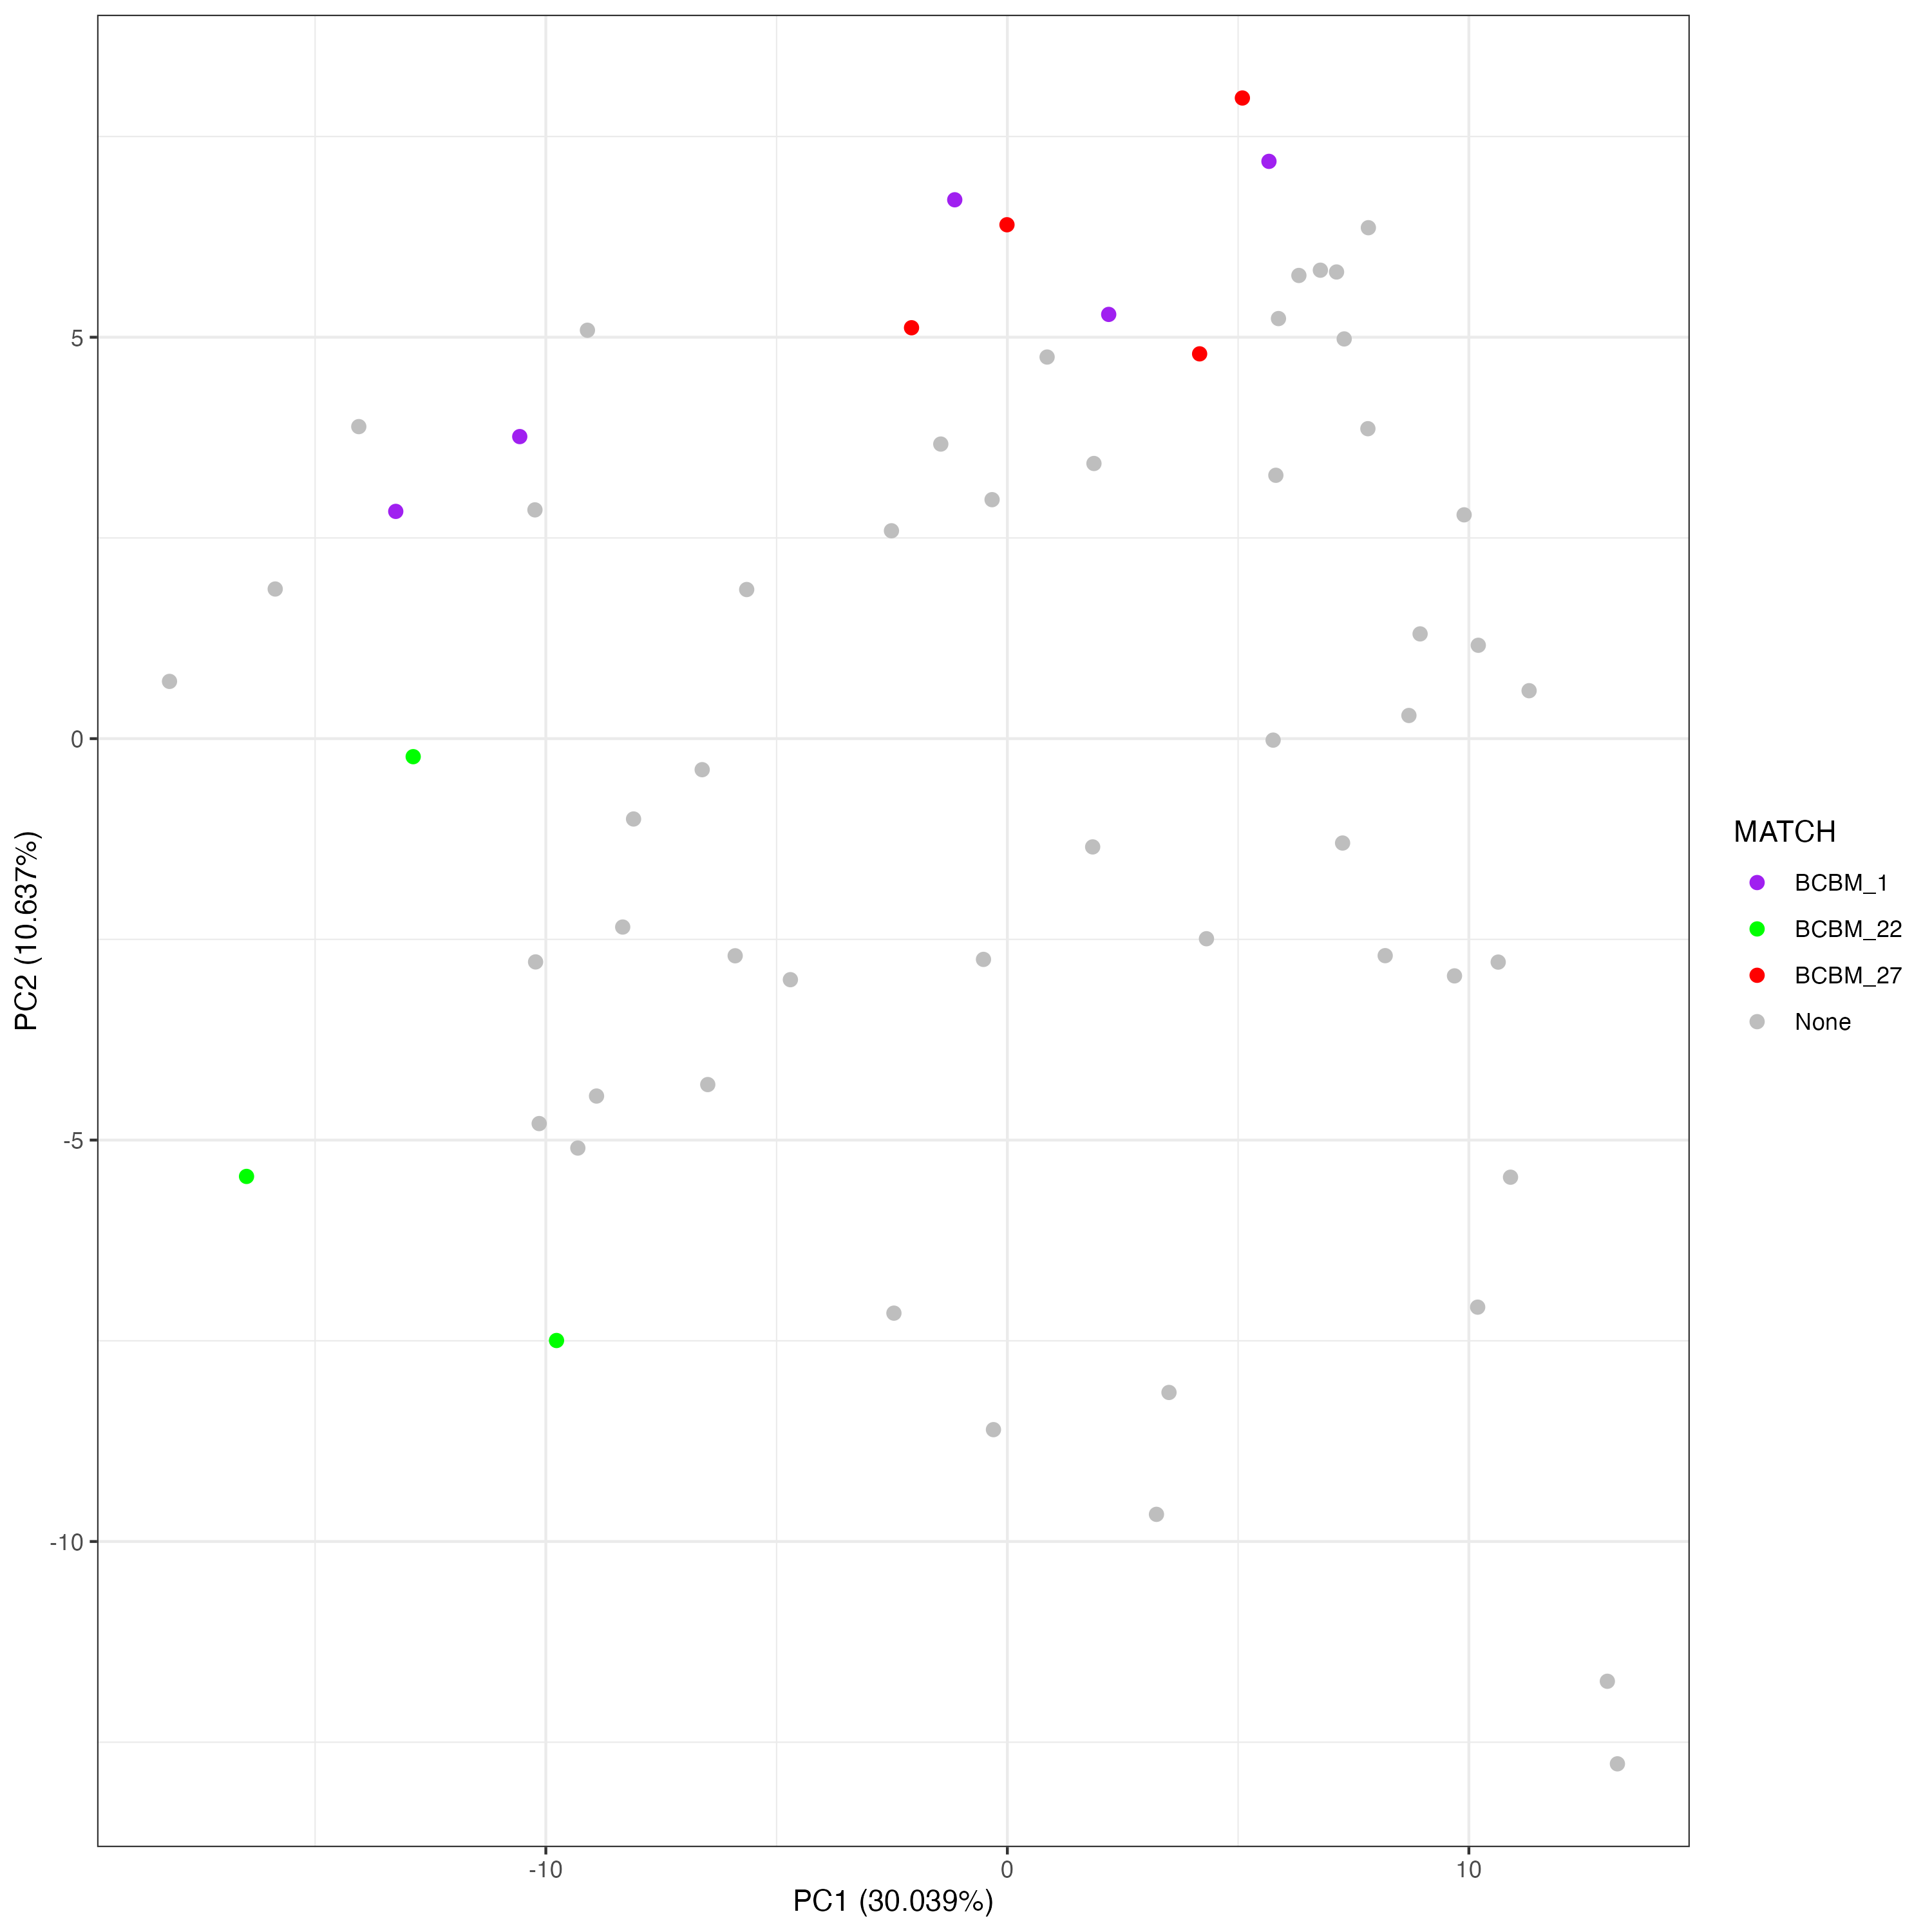 5
0
-5
-10
-10
0
10
PC1 (30.039%)
PC2 (10.637%)
MATCH
BCBM_1
BCBM_22
BCBM_27
None